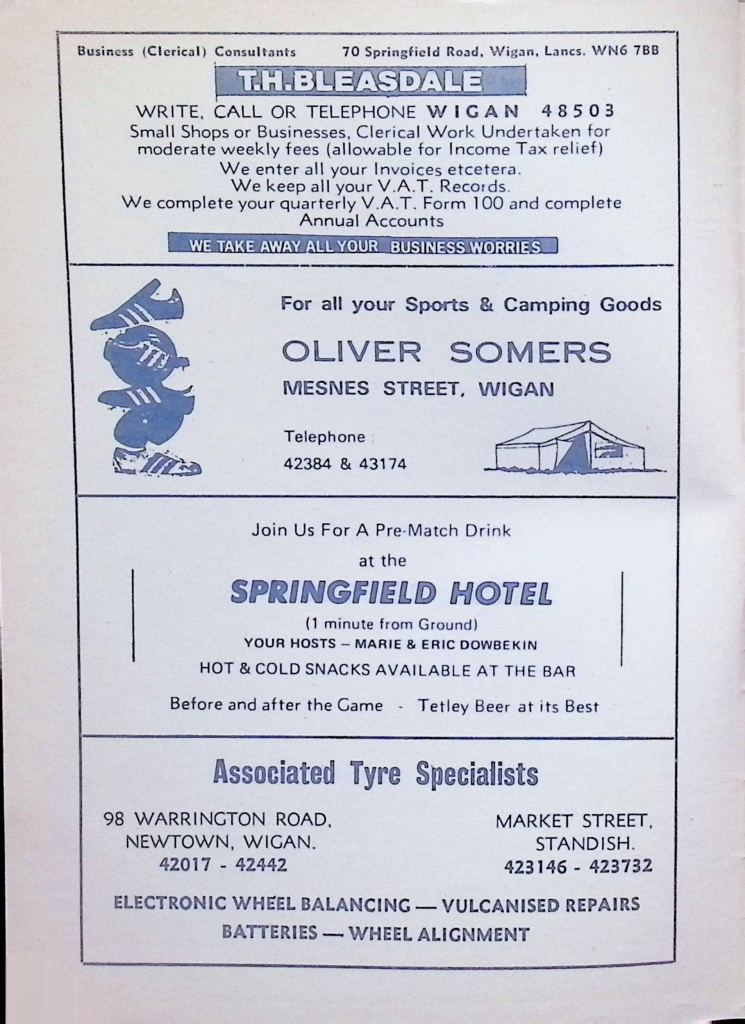 Business (Clerical) Consultants 70 Springfield Road, Wigan, Lancs. WN6 7BB
T.H.BLEASDALE
WRITE, CALL OR TELEPHONE WIGAN 48503
Small Shops or Businesses, Clerical Work Undertaken for
moderate weekly fees (allowable for Income Tax relief)
We enter all your Invoices etcetera.
We keep all your V.A.T. Records.
We complete your quarterly V.A.T. Form 100 and complete
Annual Accounts
WE TAKE AWAY ALL YOUR BUSINESS WORRIES
For all your Sports & Camping Goods
OLIVER SOMERS
MESNES STREET, WIGAN
Telephone
42384 & 43174
Join Us For A Pre-Match Drink
at the
SPRINGFIELD HOTEL
(1 minute from Ground)
YOUR HOSTS – MARIE & ERIC DOWBEKIN
HOT & COLD SNACKS AVAILABLE AT THE BAR
Before and after the Game - Tetley Beer at its Best
Associated Tyre Specialists
98 WARRINGTON ROAD,
NEWTOWN, WIGAN.
42017 - 42442
MARKET STREET,
STANDISH.
423146 - 423732
ELECTRONIC WHEEL BALANCING — VULCANISED REPAIRS
BATTERIES — WHEEL ALIGNMENT